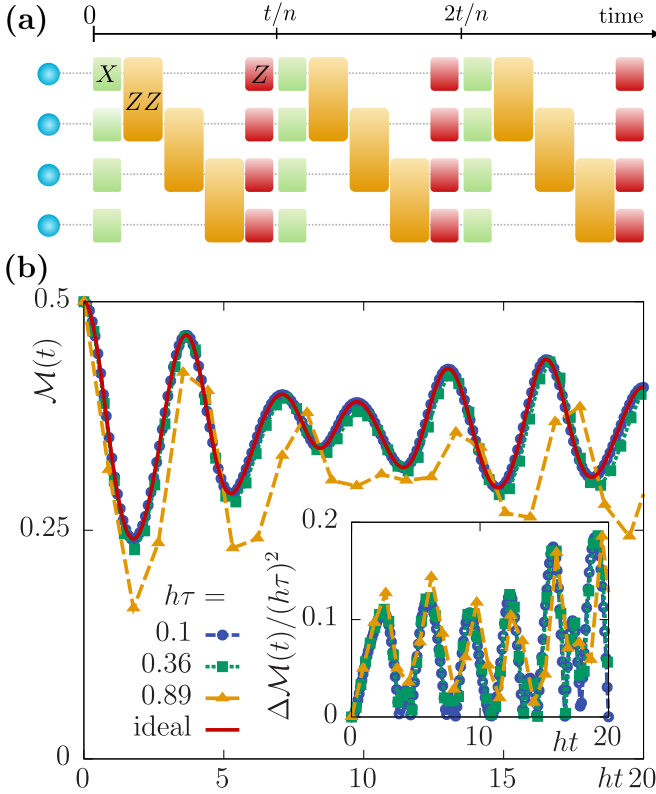 (a)
0 t/n 2t/n time
X
ZZ
Z
(b)
0.5
0.25
0
ℳ(t)
hτ =
0.1
0.36
0.89
ideal
0.2
0.1
0
Δℳ(t)/(hτ)²
0 10 ht 20
0 5 10 15 ht 20